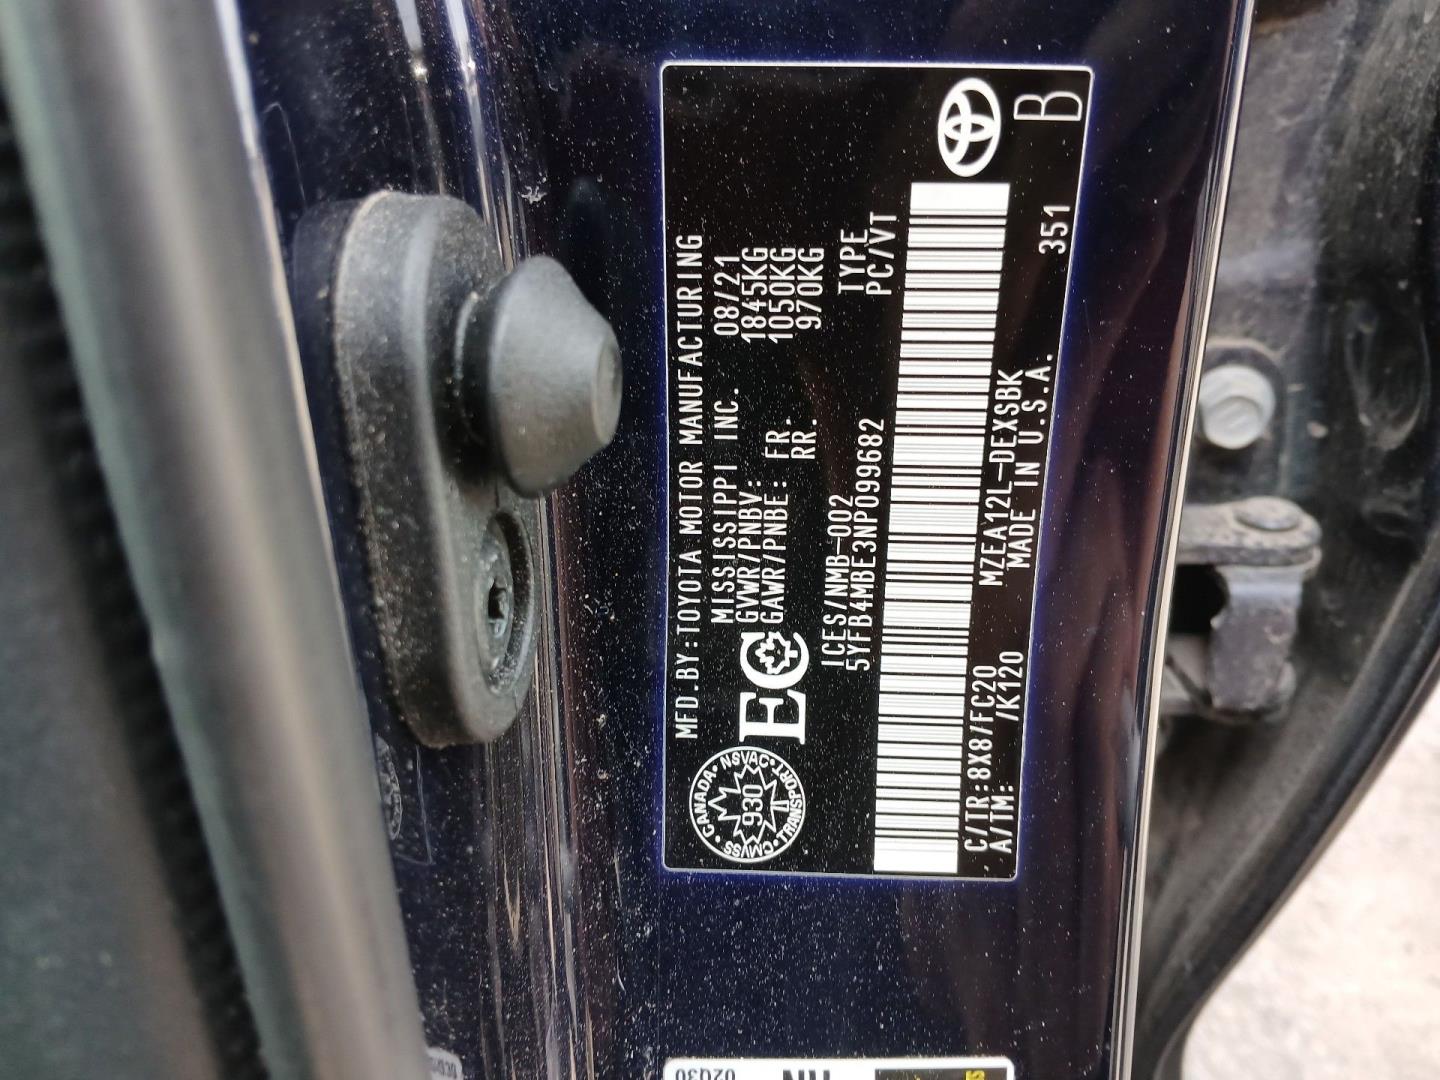 MFD.BY:TOYOTA MOTOR MANUFACTURING
MISSISSIPPI INC. 08/21
GVWR/PNBV: 1845KG
GAWR/PNBE: FR. 1050KG
RR. 970KG
EC
CANADA • NSVAC • TRANSPORT • CMVSS
930
ICES/NMB-002 TYPE
5YFB4MBE3NP099682 PC/VT
C/TR:8X8/FC20 MZEA12L-DEXSBK 351 B
A/TM: /K120 MADE IN U.S.A.
02Q30